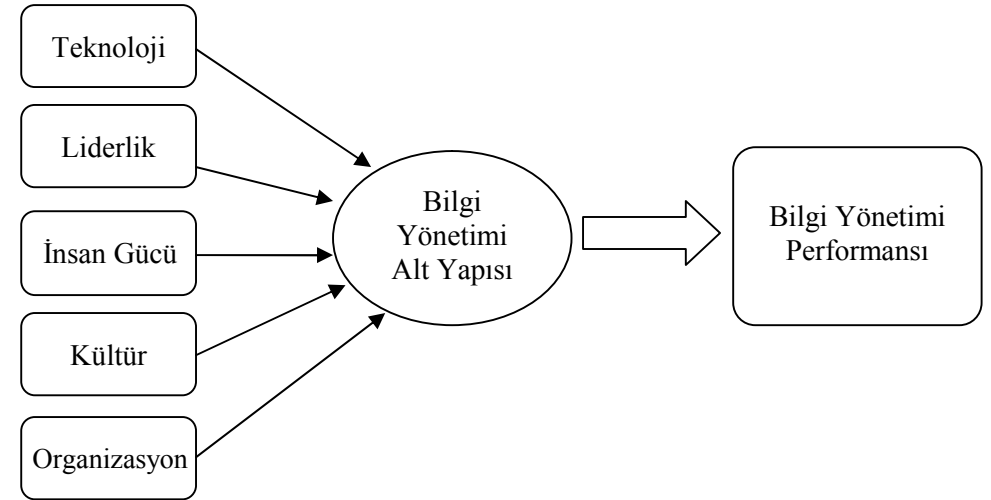 Teknoloji
Liderlik
İnsan Gücü
Kültür
Organizasyon
Bilgi
Yönetimi
Alt Yapısı
Bilgi Yönetimi
Performansı